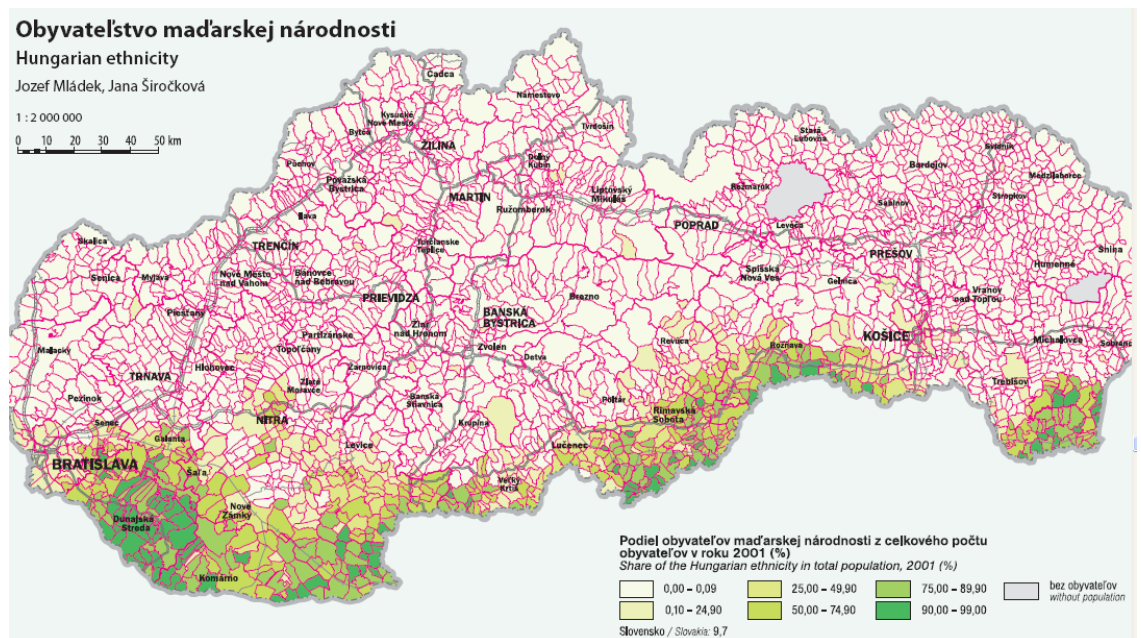 Obyvateľstvo maďarskej národnosti
Hungarian ethnicity
Jozef Mládek, Jana Širočková
1 : 2 000 000
0 10 20 30 40 50 km
Čadca
Námestovo
Kysucké
Nové Mesto
Bytča
Tvrdošín
ŽILINA
Stará
Ľubovňa
Svidník
Dolný
Kubín
Bardejov
Púchov
Medzilaborce
Považská
Bystrica
Kežmarok
Liptovský
Mikuláš
Stropkov
MARTIN
Sabinov
Ružomberok
Ilava
POPRAD
Levoča
Skalica
TRENČÍN
Turčianske
Teplice
PREŠOV
Snina
Senica
Myjava
Nové Mesto
nad Váhom
Bánovce
nad Bebravou
Spišská
Nová Ves
Gelnica
Humenné
PRIEVIDZA
Brezno
Vranov
nad Topľou
Piešťany
BANSKÁ
BYSTRICA
Žiar
nad Hronom
Partizánske
KOŠICE
Malacky
Topoľčany
Zvolen
Revúca
Rožňava
Michalovce
Sobrance
Hlohovec
Žarnovica
Detva
TRNAVA
Zlaté
Moravce
Trebišov
Pezinok
Banská
Štiavnica
Poltár
Rimavská
Sobota
NITRA
Krupina
Senec
Galanta
Levice
Lučenec
BRATISLAVA
Šaľa
Veľký
Krtíš
Nové
Zámky
Dunajská
Streda
Komárno
Podiel obyvateľov maďarskej národnosti z celkového počtu
obyvateľov v roku 2001 (%)
Share of the Hungarian ethnicity in total population, 2001 (%)
0,00 – 0,09
25,00 – 49,90
75,00 – 89,90
bez obyvateľov
without population
0,10 – 24,90
50,00 – 74,90
90,00 – 99,00
Slovensko / Slovakia: 9,7